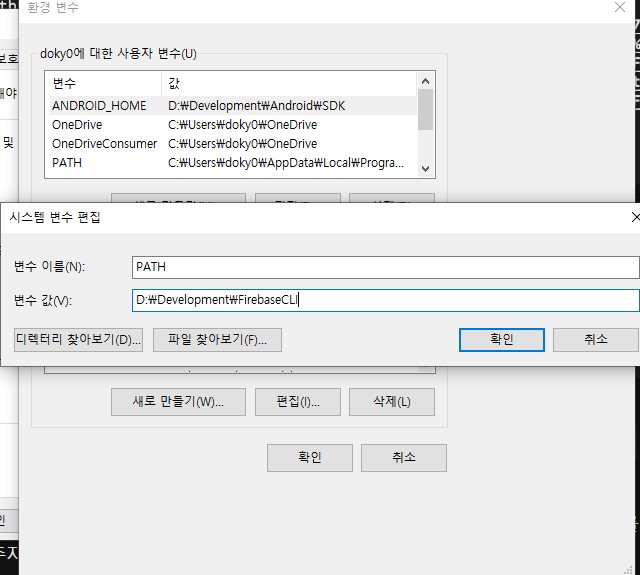 환경 변수
doky0에 대한 사용자 변수(U)
변수 값
ANDROID_HOME D:₩Development₩Android₩SDK
OneDrive C:₩Users₩doky0₩OneDrive
OneDriveConsumer C:₩Users₩doky0₩OneDrive
PATH C:₩Users₩doky0₩AppData₩Local₩Progra...
해야
및
시스템 변수 편집
변수 이름(N): PATH
변수 값(V): D:₩Development₩FirebaseCLI
디렉터리 찾아보기(D)... 파일 찾아보기(F)... 확인 취소
새로 만들기(W)... 편집(I)... 삭제(L)
확인 취소